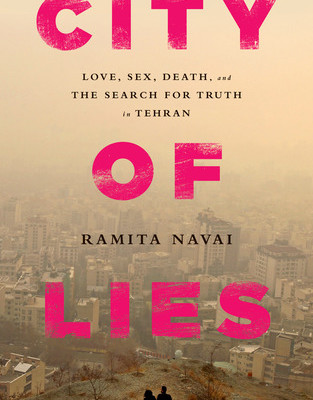 CITY
LOVE, SEX, DEATH, and
THE SEARCH FOR TRUTH
in TEHRAN
OF
RAMITA NAVAI
LIES